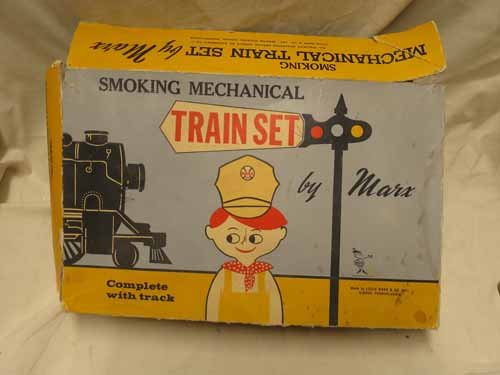 SMOKING
MECHANICAL TRAIN SET by Marx
SMOKING MECHANICAL
TRAIN SET
by Marx
Complete
with track